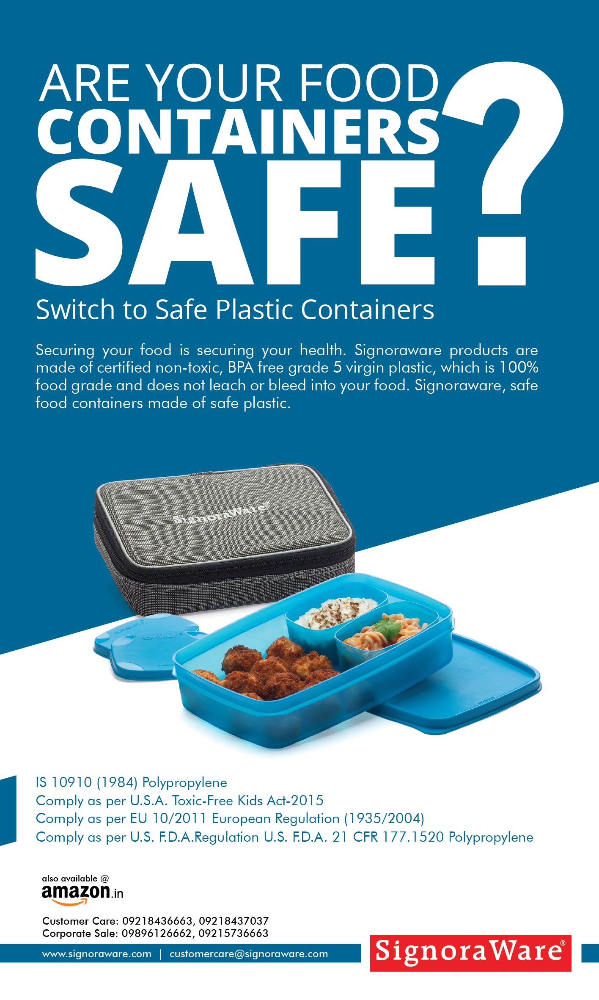 ARE YOUR FOOD
CONTAINERS
SAFE?
Switch to Safe Plastic Containers
Securing your food is securing your health. Signoraware products are
made of certified non-toxic, BPA free grade 5 virgin plastic, which is 100%
food grade and does not leach or bleed into your food. Signoraware, safe
food containers made of safe plastic.
SignoraWare®
SIGNORAWARE®
SIGNORAWARE®
IS 10910 (1984) Polypropylene
Comply as per U.S.A. Toxic-Free Kids Act-2015
Comply as per EU 10/2011 European Regulation (1935/2004)
Comply as per U.S. F.D.A.Regulation U.S. F.D.A. 21 CFR 177.1520 Polypropylene
also available @
amazon.in
Customer Care: 09218436663, 09218437037
Corporate Sale: 09896126662, 09215736663
www.signoraware.com | customercare@signoraware.com
SignoraWare®